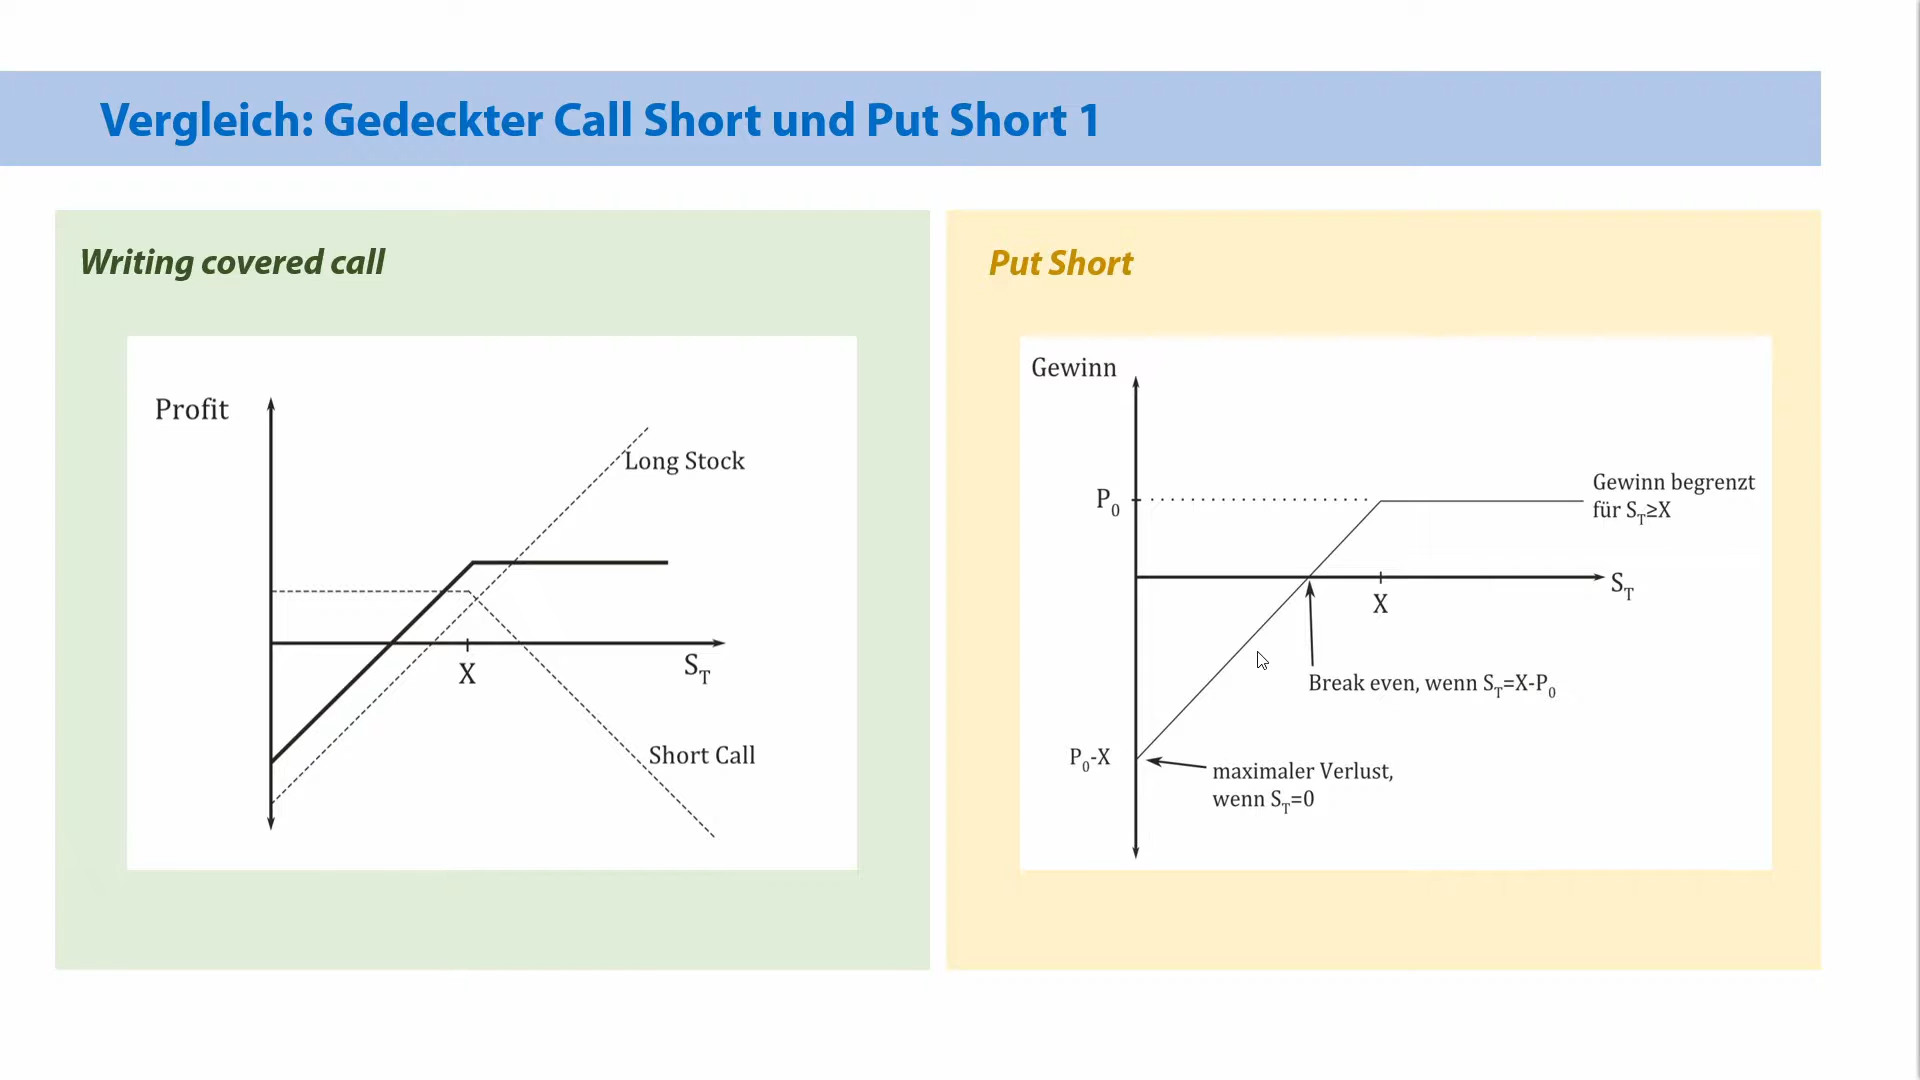 Vergleich: Gedeckter Call Short und Put Short 1
Writing covered call
Profit
Long Stock
X
S_T
Short Call
Put Short
Gewinn
P_0
Gewinn begrenzt
für S_T≥X
S_T
X
Break even, wenn S_T=X-P_0
P_0-X
maximaler Verlust,
wenn S_T=0